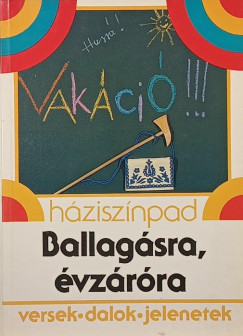 Hurrá!
VAKÁCIÓ!!!
háziszínpad
Ballagásra,
évzáróra
versek•dalok•jelenetek